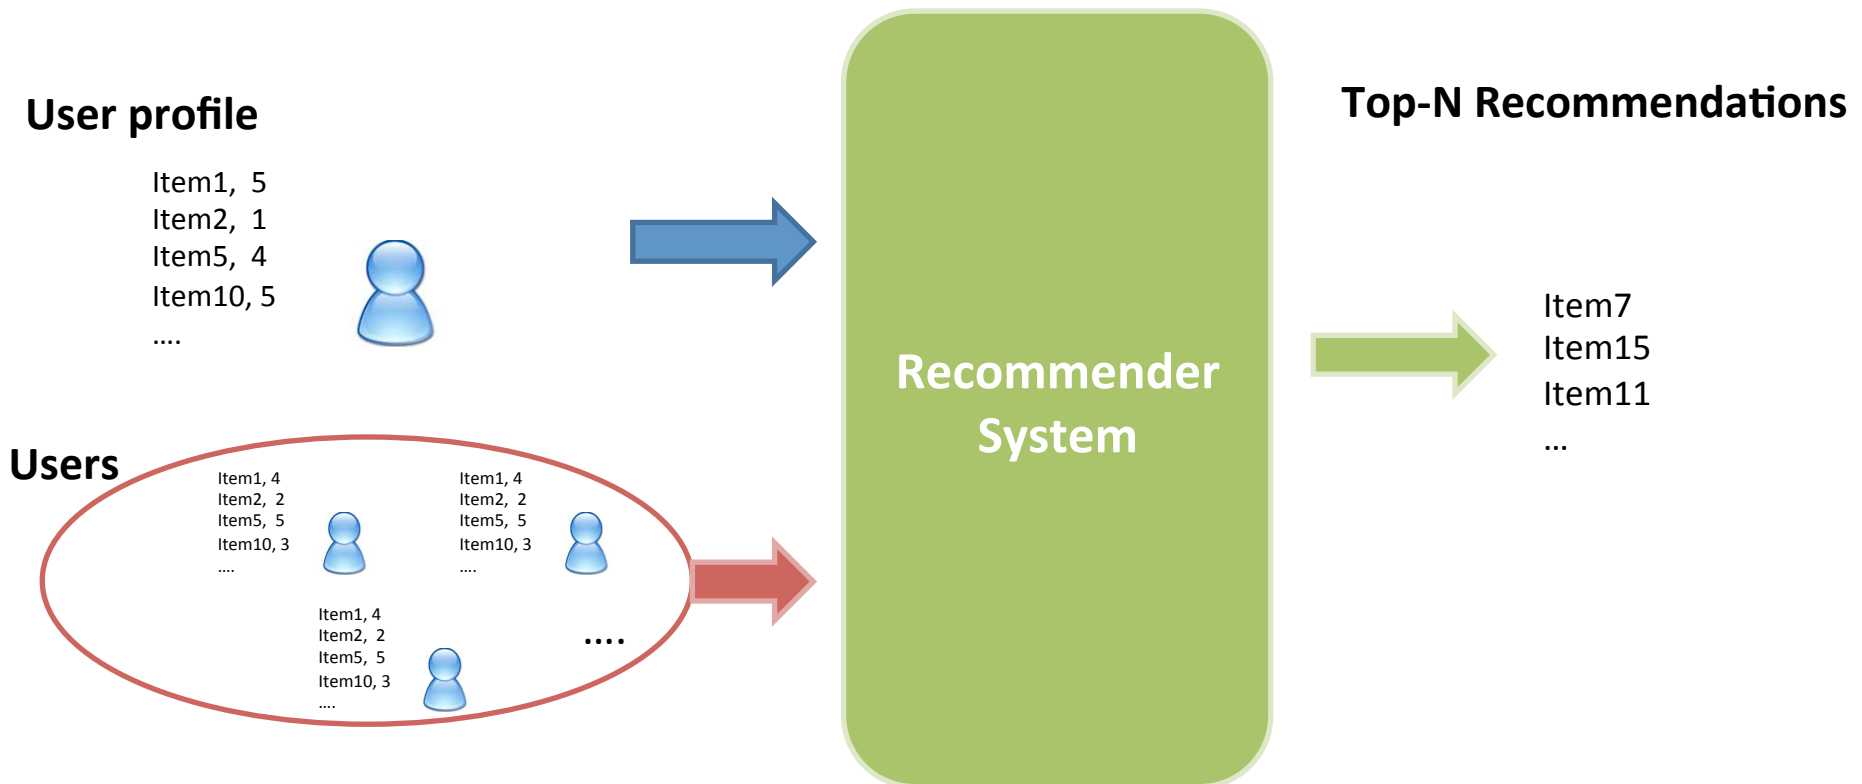 User profile
Item1, 5
Item2, 1
Item5, 4
Item10, 5
....
Users
Item1, 4
Item2, 2
Item5, 5
Item10, 3
....
Item1, 4
Item2, 2
Item5, 5
Item10, 3
....
Item1, 4
Item2, 2
Item5, 5
Item10, 3
....
....
Recommender
System
Top-N Recommendations
Item7
Item15
Item11
...